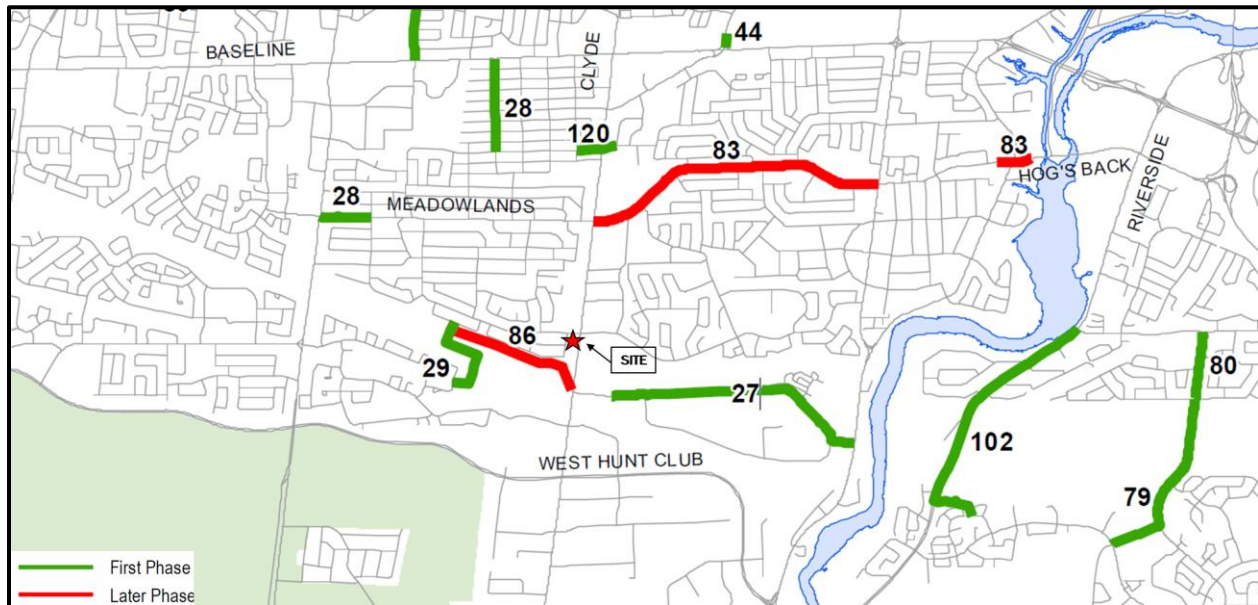 44
BASELINE
CLYDE
28
120
83
83
HOG'S BACK
RIVERSIDE
28
MEADOWLANDS
86
SITE
29
27
80
102
WEST HUNT CLUB
79
First Phase
Later Phase